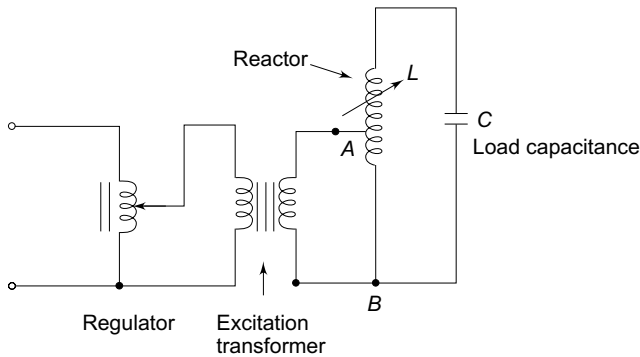 Reactor
L
A
C
Load capacitance
B
Regulator
Excitation
transformer